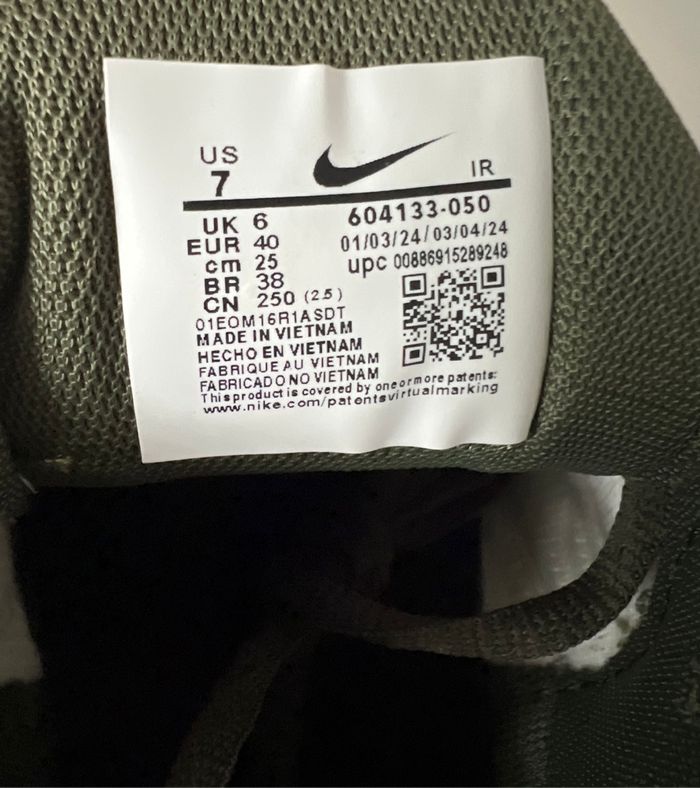 US
7
IR
UK 6
EUR 40
cm 25
BR 38
CN 250 (2.5)
604133-050
01/03/24/03/04/24
upc 00886915289248
01EOM16R1ASDT
MADE IN VIETNAM
HECHO EN VIETNAM
FABRIQUE AU VIETNAM
FABRICADO NO VIETNAM
This product is covered by one or more patents:
www.nike.com/patentsvirtualmarking